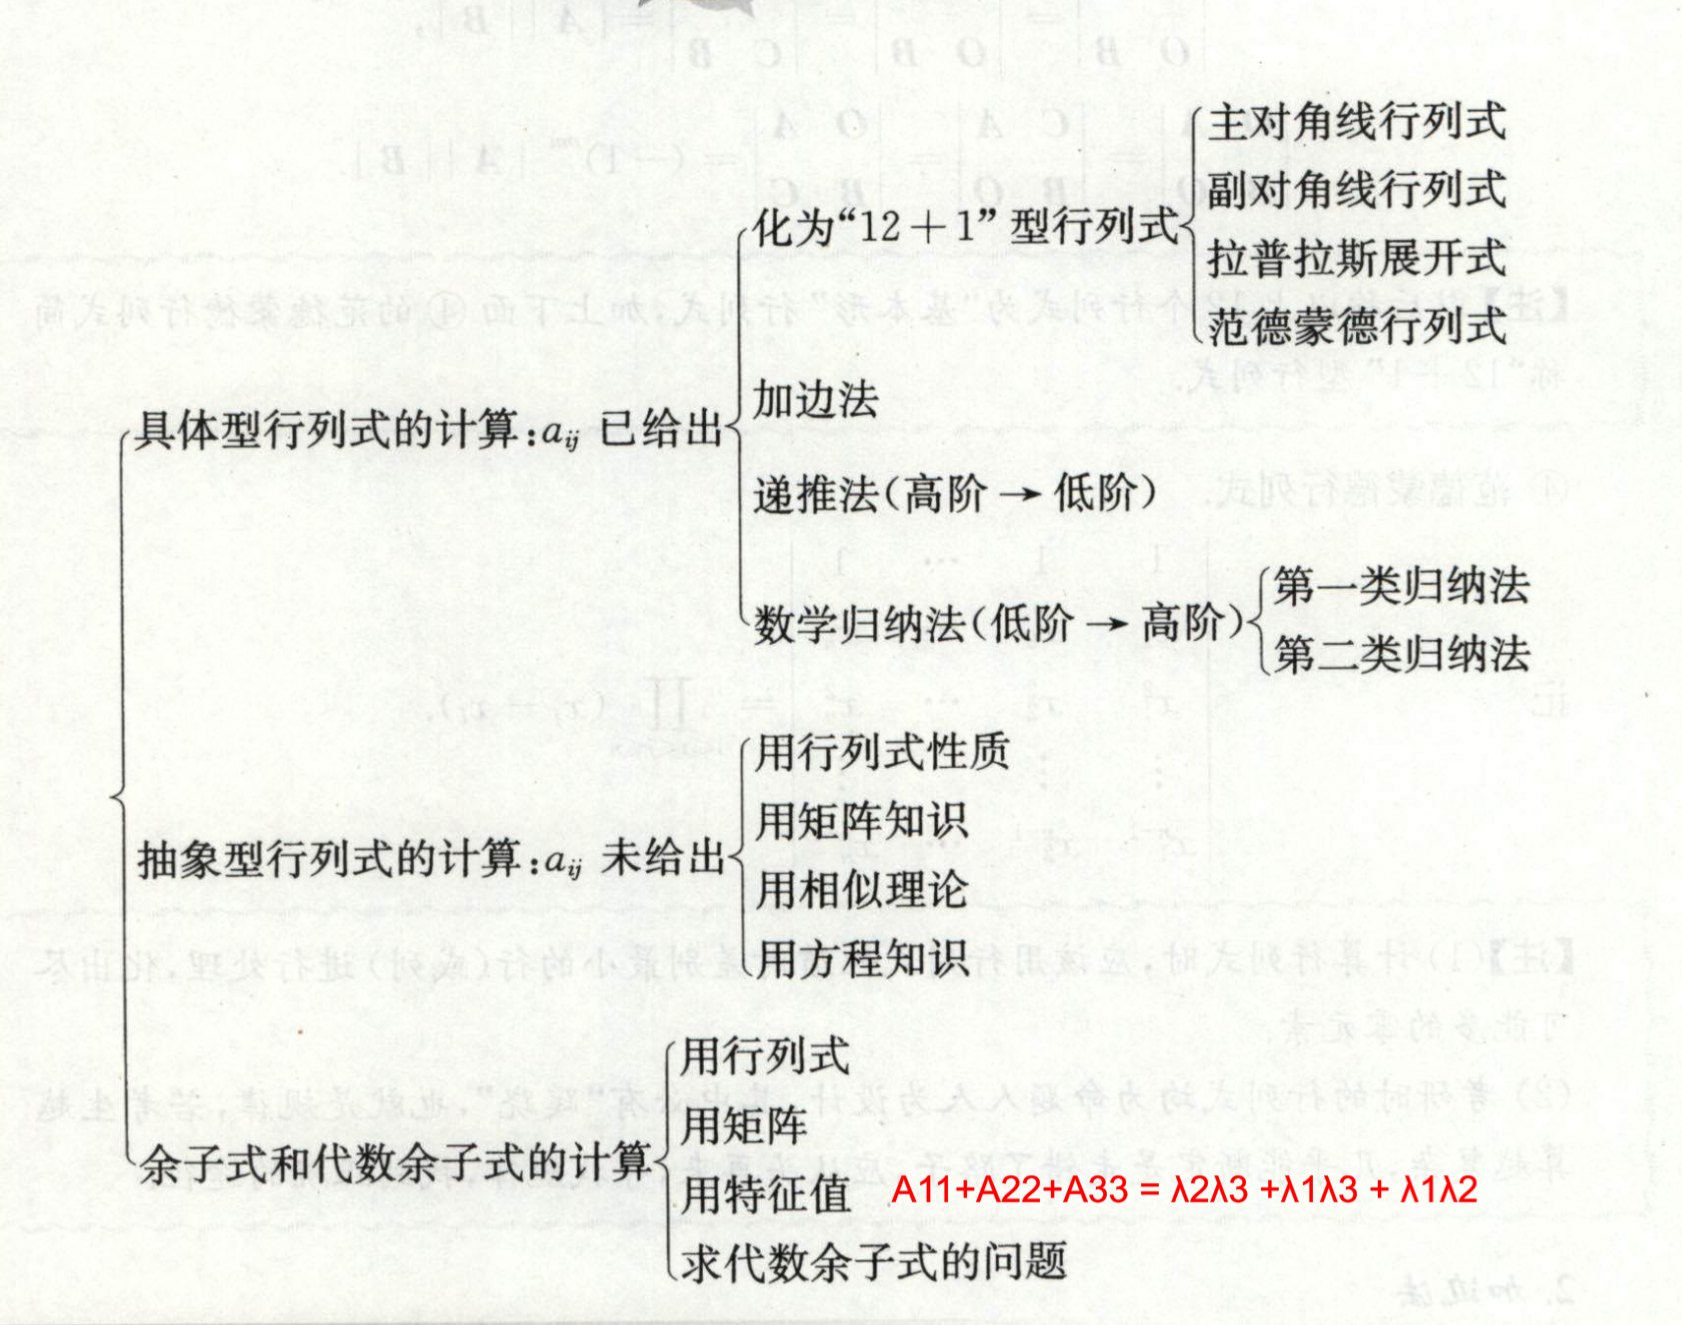 主对角线行列式
副对角线行列式
化为“12＋1”型行列式
拉普拉斯展开式
范德蒙德行列式
加边法
具体型行列式的计算:aij 已给出
递推法(高阶 → 低阶)
第一类归纳法
数学归纳法(低阶 → 高阶)
第二类归纳法
用行列式性质
用矩阵知识
抽象型行列式的计算:aij 未给出
用相似理论
用方程知识
用行列式
用矩阵
余子式和代数余子式的计算
用特征值 A11+A22+A33 = λ2λ3 +λ1λ3 + λ1λ2
求代数余子式的问题